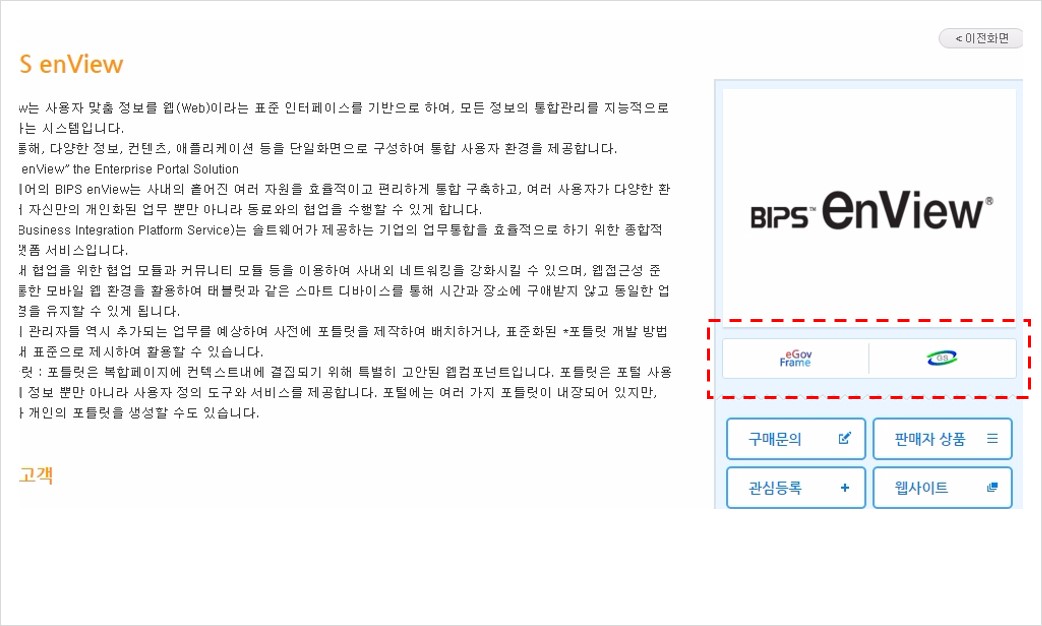 < 이전화면
S enView
w는 사용자 맞춤 정보를 웹(Web)이라는 표준 인터페이스를 기반으로 하여, 모든 정보의 통합관리를 지능적으로
하는 시스템입니다.
통해, 다양한 정보, 컨텐츠, 애플리케이션 등을 단일화면으로 구성하여 통합 사용자 환경을 제공합니다.
enView" the Enterprise Portal Solution
어의 BIPS enView는 사내의 흩어진 여러 자원을 효율적이고 편리하게 통합 구축하고, 여러 사용자가 다양한 환
자신만의 개인화된 업무 뿐만 아니라 동료와의 협업을 수행할 수 있게 합니다.
Business Integration Platform Service)는 솔트웨어가 제공하는 기업의 업무통합을 효율적으로 하기 위한 종합적
랫폼 서비스입니다.
내 협업을 위한 협업 모듈과 커뮤니티 모듈 등을 이용하여 사내외 네트워킹을 강화시킬 수 있으며, 웹접근성 준
통한 모바일 웹 환경을 활용하여 태블릿과 같은 스마트 디바이스를 통해 시간과 장소에 구애받지 않고 동일한 업
경을 유지할 수 있게 됩니다.
관리자들 역시 추가되는 업무를 예상하여 사전에 포틀릿을 제작하여 배치하거나, 표준화된 *포틀릿 개발 방법
내 표준으로 제시하여 활용할 수 있습니다.
릿 : 포틀릿은 복합페이지에 컨텍스트내에 결집되기 위해 특별히 고안된 웹컴포넌트입니다. 포틀릿은 포털 사용
정보 뿐만 아니라 사용자 정의 도구와 서비스를 제공합니다. 포털에는 여러 가지 포틀릿이 내장되어 있지만,
개인의 포틀릿을 생성할 수도 있습니다.
고객
BIPS™ enView®
eGov
Frame
GS
구매문의
판매자 상품
관심등록
웹사이트